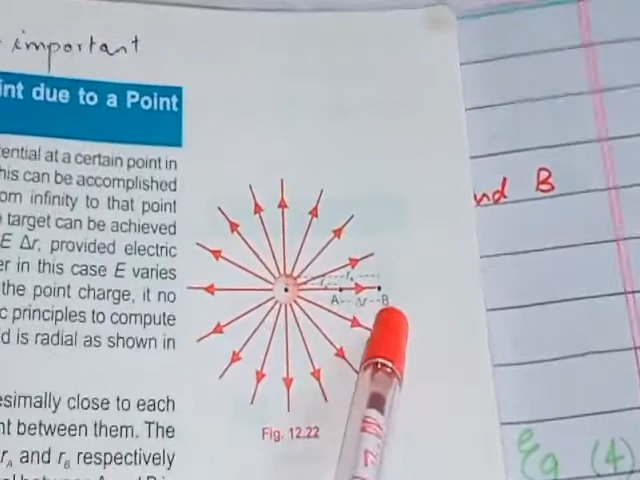 important
int due to a Point
ential at a certain point in
his can be accomplished
om infinity to that point
target can be achieved
E Δr, provided electric
er in this case E varies
the point charge, it no
c principles to compute
d is radial as shown in
esimally close to each
nt between them. The
r_A and r_B respectively
A Δr B
Fig. 12.22
nd B
Eq (4)